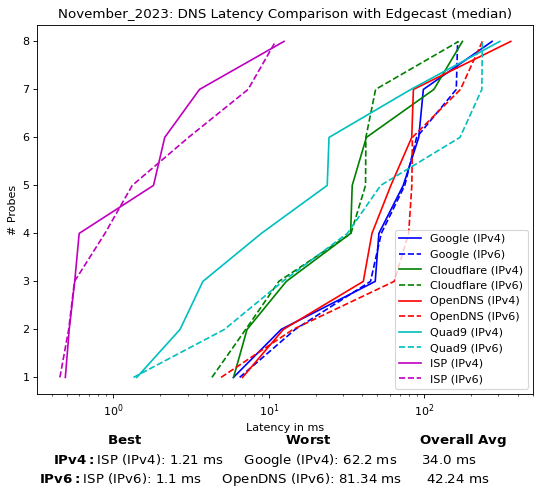 November_2023: DNS Latency Comparison with Edgecast (median)
# Probes
8
7
6
5
4
3
2
1
Google (IPv4)
Google (IPv6)
Cloudflare (IPv4)
Cloudflare (IPv6)
OpenDNS (IPv4)
OpenDNS (IPv6)
Quad9 (IPv4)
Quad9 (IPv6)
ISP (IPv4)
ISP (IPv6)
10⁰ 10¹ 10²
Latency in ms
Best Worst Overall Avg
IPv4: ISP (IPv4): 1.21 ms Google (IPv4): 62.2 ms 34.0 ms
IPv6: ISP (IPv6): 1.1 ms OpenDNS (IPv6): 81.34 ms 42.24 ms